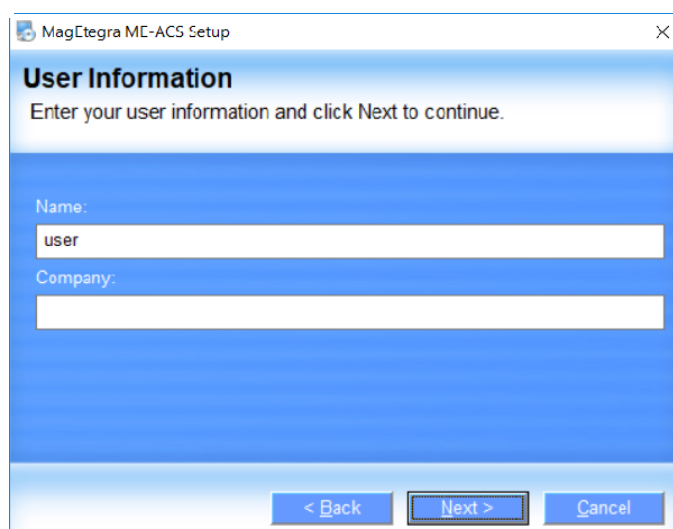 MagEtegra ME-ACS Setup
User Information
Enter your user information and click Next to continue.
Name:
user
Company:
< Back
Next >
Cancel